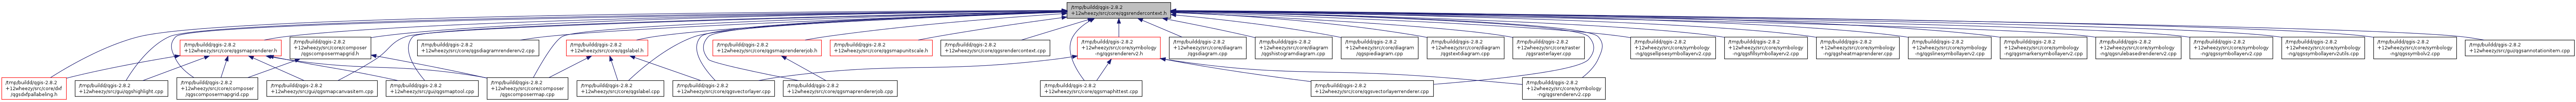 /tmp/buildd/qgis-2.8.2
+12wheezy/src/core/qgsrendercontext.h
/tmp/buildd/qgis-2.8.2
+12wheezy/src/core/qgsmaprenderer.h
/tmp/buildd/qgis-2.8.2
+12wheezy/src/core/composer
/qgscomposermapgrid.h
/tmp/buildd/qgis-2.8.2
+12wheezy/src/core/qgsdiagramrendererv2.cpp
/tmp/buildd/qgis-2.8.2
+12wheezy/src/core/qgslabel.h
/tmp/buildd/qgis-2.8.2
+12wheezy/src/core/qgsmaprendererjob.h
/tmp/buildd/qgis-2.8.2
+12wheezy/src/core/qgsmapunitscale.h
/tmp/buildd/qgis-2.8.2
+12wheezy/src/core/qgsrendercontext.cpp
/tmp/buildd/qgis-2.8.2
+12wheezy/src/core/symbology
-ng/qgsrendererv2.h
/tmp/buildd/qgis-2.8.2
+12wheezy/src/core/diagram
/qgsdiagram.cpp
/tmp/buildd/qgis-2.8.2
+12wheezy/src/core/diagram
/qgshistogramdiagram.cpp
/tmp/buildd/qgis-2.8.2
+12wheezy/src/core/diagram
/qgspiediagram.cpp
/tmp/buildd/qgis-2.8.2
+12wheezy/src/core/diagram
/qgstextdiagram.cpp
/tmp/buildd/qgis-2.8.2
+12wheezy/src/core/raster
/qgsrasterlayer.cpp
/tmp/buildd/qgis-2.8.2
+12wheezy/src/core/symbology
-ng/qgsellipsesymbollayerv2.cpp
/tmp/buildd/qgis-2.8.2
+12wheezy/src/core/symbology
-ng/qgsfillsymbollayerv2.cpp
/tmp/buildd/qgis-2.8.2
+12wheezy/src/core/symbology
-ng/qgsheatmaprenderer.cpp
/tmp/buildd/qgis-2.8.2
+12wheezy/src/core/symbology
-ng/qgslinesymbollayerv2.cpp
/tmp/buildd/qgis-2.8.2
+12wheezy/src/core/symbology
-ng/qgsmarkersymbollayerv2.cpp
/tmp/buildd/qgis-2.8.2
+12wheezy/src/core/symbology
-ng/qgsrulebasedrendererv2.cpp
/tmp/buildd/qgis-2.8.2
+12wheezy/src/core/symbology
-ng/qgssymbollayerv2.cpp
/tmp/buildd/qgis-2.8.2
+12wheezy/src/core/symbology
-ng/qgssymbollayerv2utils.cpp
/tmp/buildd/qgis-2.8.2
+12wheezy/src/core/symbology
-ng/qgssymbolv2.cpp
/tmp/buildd/qgis-2.8.2
+12wheezy/src/gui/qgsannotationitem.cpp
/tmp/buildd/qgis-2.8.2
+12wheezy/src/core/dxf
/qgsdxfpallabeling.h
/tmp/buildd/qgis-2.8.2
+12wheezy/src/gui/qgshighlight.cpp
/tmp/buildd/qgis-2.8.2
+12wheezy/src/core/composer
/qgscomposermapgrid.cpp
/tmp/buildd/qgis-2.8.2
+12wheezy/src/gui/qgsmapcanvasitem.cpp
/tmp/buildd/qgis-2.8.2
+12wheezy/src/gui/qgsmaptool.cpp
/tmp/buildd/qgis-2.8.2
+12wheezy/src/core/composer
/qgscomposermap.cpp
/tmp/buildd/qgis-2.8.2
+12wheezy/src/core/qgslabel.cpp
/tmp/buildd/qgis-2.8.2
+12wheezy/src/core/qgsvectorlayer.cpp
/tmp/buildd/qgis-2.8.2
+12wheezy/src/core/qgsmaprendererjob.cpp
/tmp/buildd/qgis-2.8.2
+12wheezy/src/core/qgsmaphittest.cpp
/tmp/buildd/qgis-2.8.2
+12wheezy/src/core/qgsvectorlayerrenderer.cpp
/tmp/buildd/qgis-2.8.2
+12wheezy/src/core/symbology
-ng/qgsrendererv2.cpp